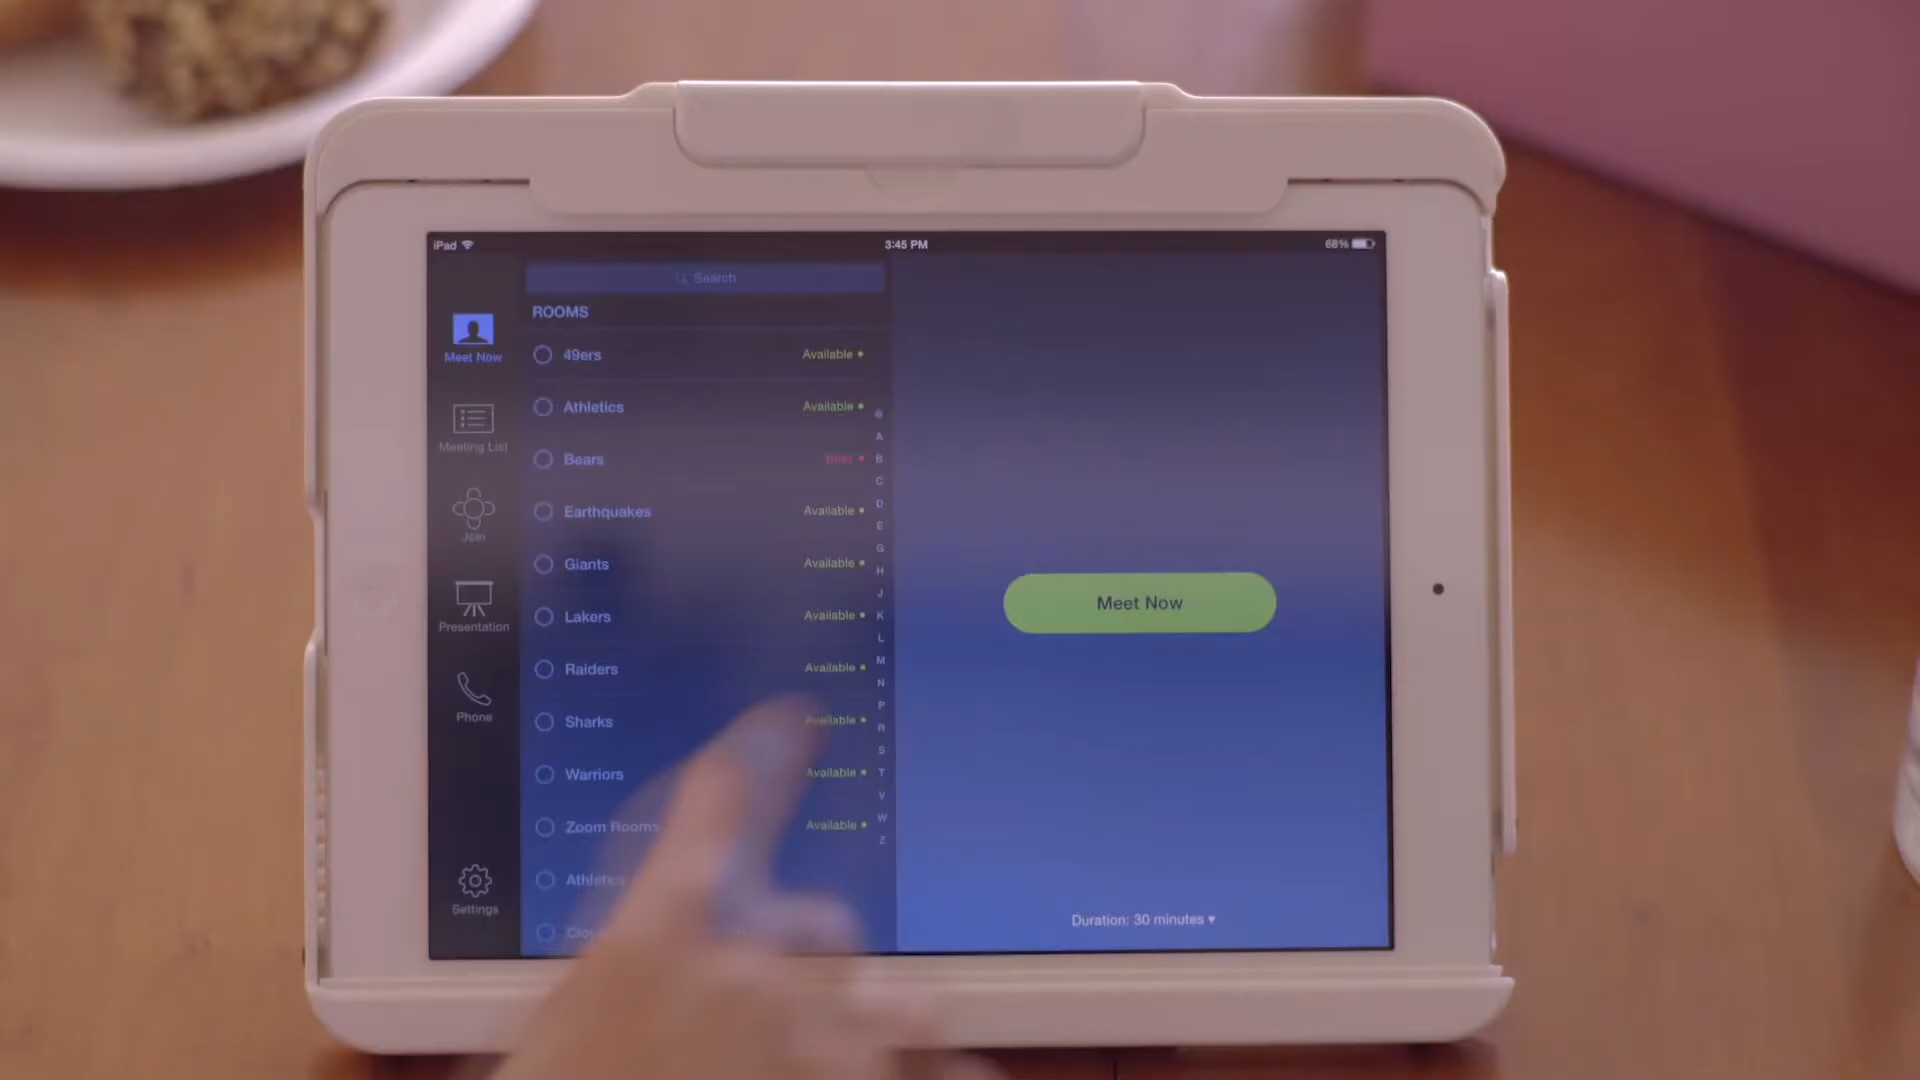 iPad
3:45 PM
68%
Search
ROOMS
Meet Now
49ers Available
Athletics Available
Meeting List
Bears Busy
Earthquakes Available
Join
Giants Available
Lakers Available
Presentation
Raiders Available
Phone
Sharks Available
Warriors Available
Zoom Rooms Available
Athletics
Settings
A
B
C
D
E
G
H
J
K
L
M
N
P
R
S
T
V
W
Z
Meet Now
Duration: 30 minutes ▾